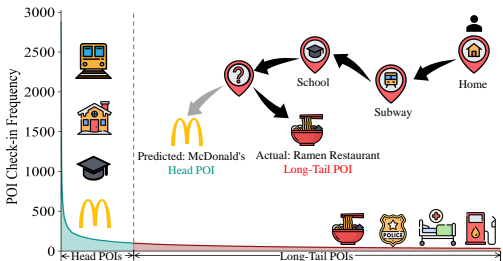 3000
2500
2000
1500
1000
500
0
POI Check-in Frequency
Home
Subway
School
?
Predicted: McDonald's
Head POI
Actual: Ramen Restaurant
Long-Tail POI
POLICE
Head POIs
Long-Tail POIs